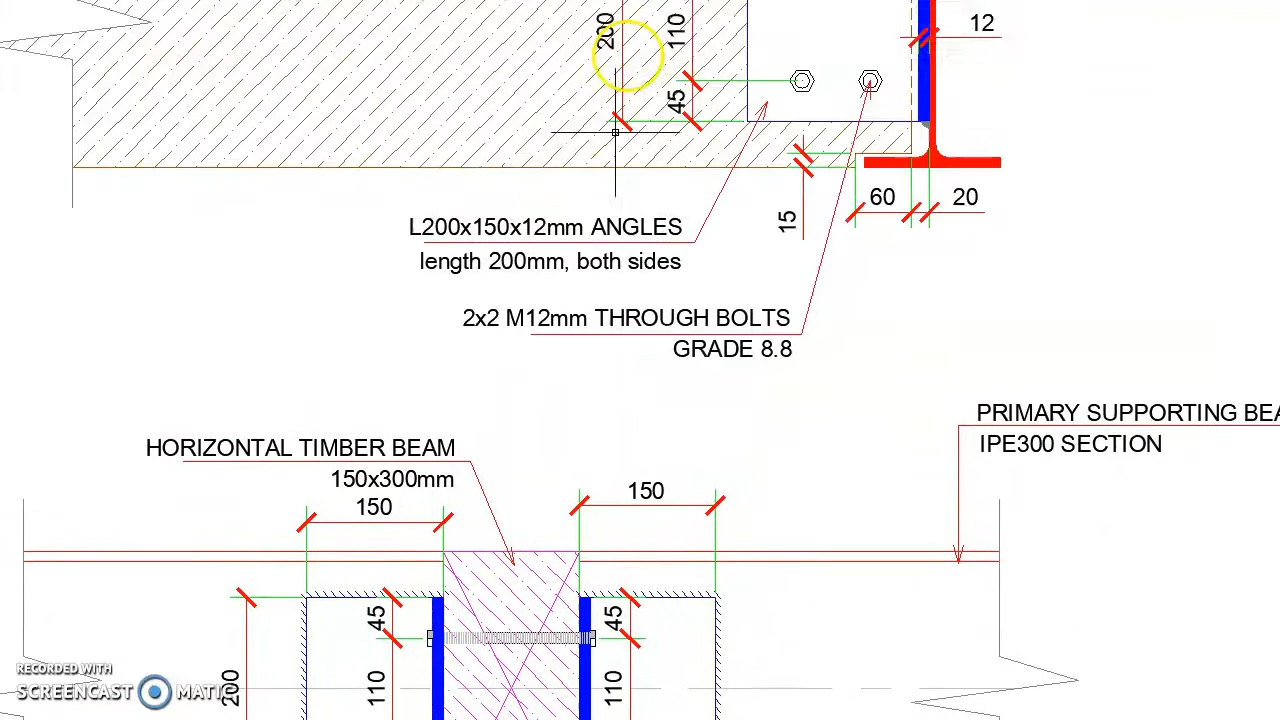 200
110
12
45
15
60
20
L200x150x12mm ANGLES
length 200mm, both sides
2x2 M12mm THROUGH BOLTS
GRADE 8.8
PRIMARY SUPPORTING BEA
IPE300 SECTION
HORIZONTAL TIMBER BEAM
150x300mm
150
150
45
45
200
110
110
RECORDED WITH
SCREENCAST MATIC